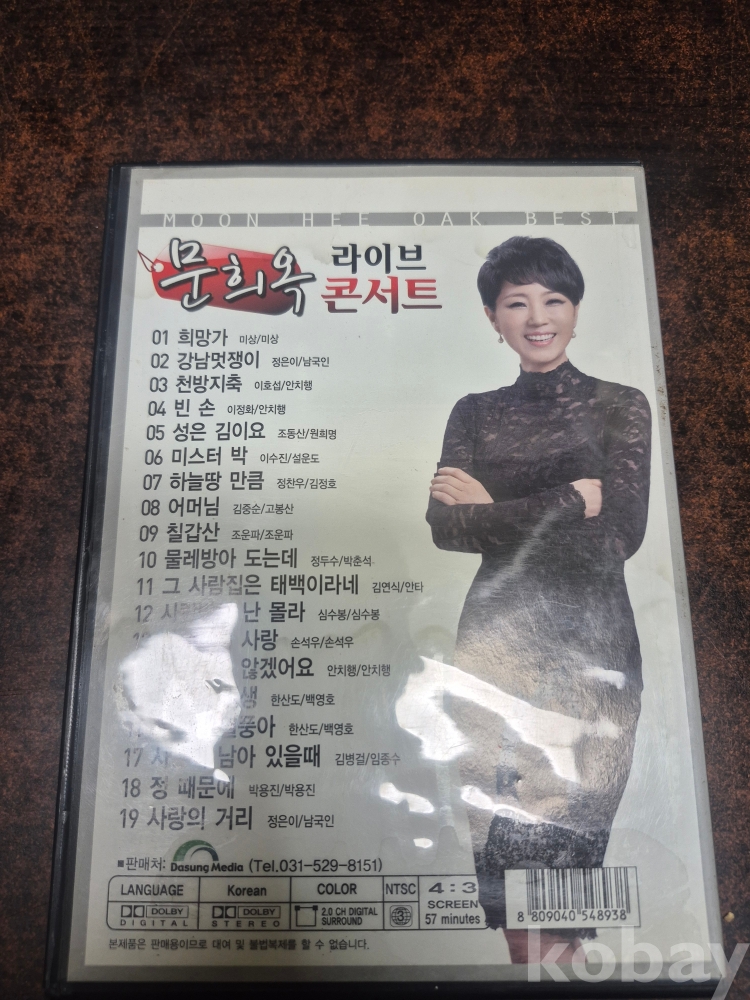 MOON HEE OAK BEST
문희옥 라이브 콘서트
01 희망가 미상/미상
02 강남멋쟁이 정은이/남국인
03 천방지축 이호섭/안치행
04 빈 손 이정화/안치행
05 성은 김이요 조동산/원희명
06 미스터 박 이수진/설운도
07 하늘땅 만큼 정찬우/김정호
08 어머님 김중순/고봉산
09 칠갑산 조운파/조운파
10 물레방아 도는데 정두수/박춘석
11 그 사람집은 태백이라네 김연식/안타
12 난 몰라 심수봉/심수봉
사랑 손석우/손석우
않겠어요 안치행/안치행
생 한산도/백영호
한산도/백영호
17 남아 있을때 김병걸/임종수
18 정 때문에 박용진/박용진
19 사랑의 거리 정은이/남국인
■판매처: Dasung Media (Tel.031-529-8151)
LANGUAGE Korean COLOR NTSC 4:3 SCREEN 57 minutes
DOLBY DIGITAL DOLBY STEREO 2.0 CH DIGITAL SURROUND 3
8 809040 548938
본제품은 판매용이므로 대여 및 불법복제를 할 수 없습니다.
kobay